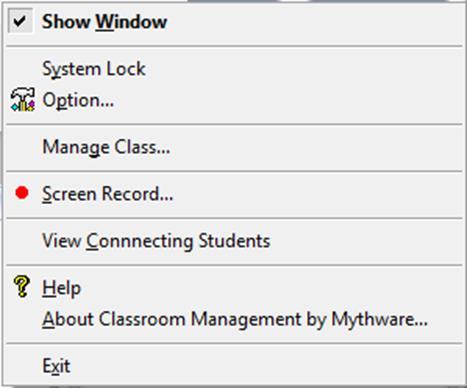 Show Window
System Lock
Option...
Manage Class...
Screen Record...
View Connnecting Students
Help
About Classroom Management by Mythware...
Exit